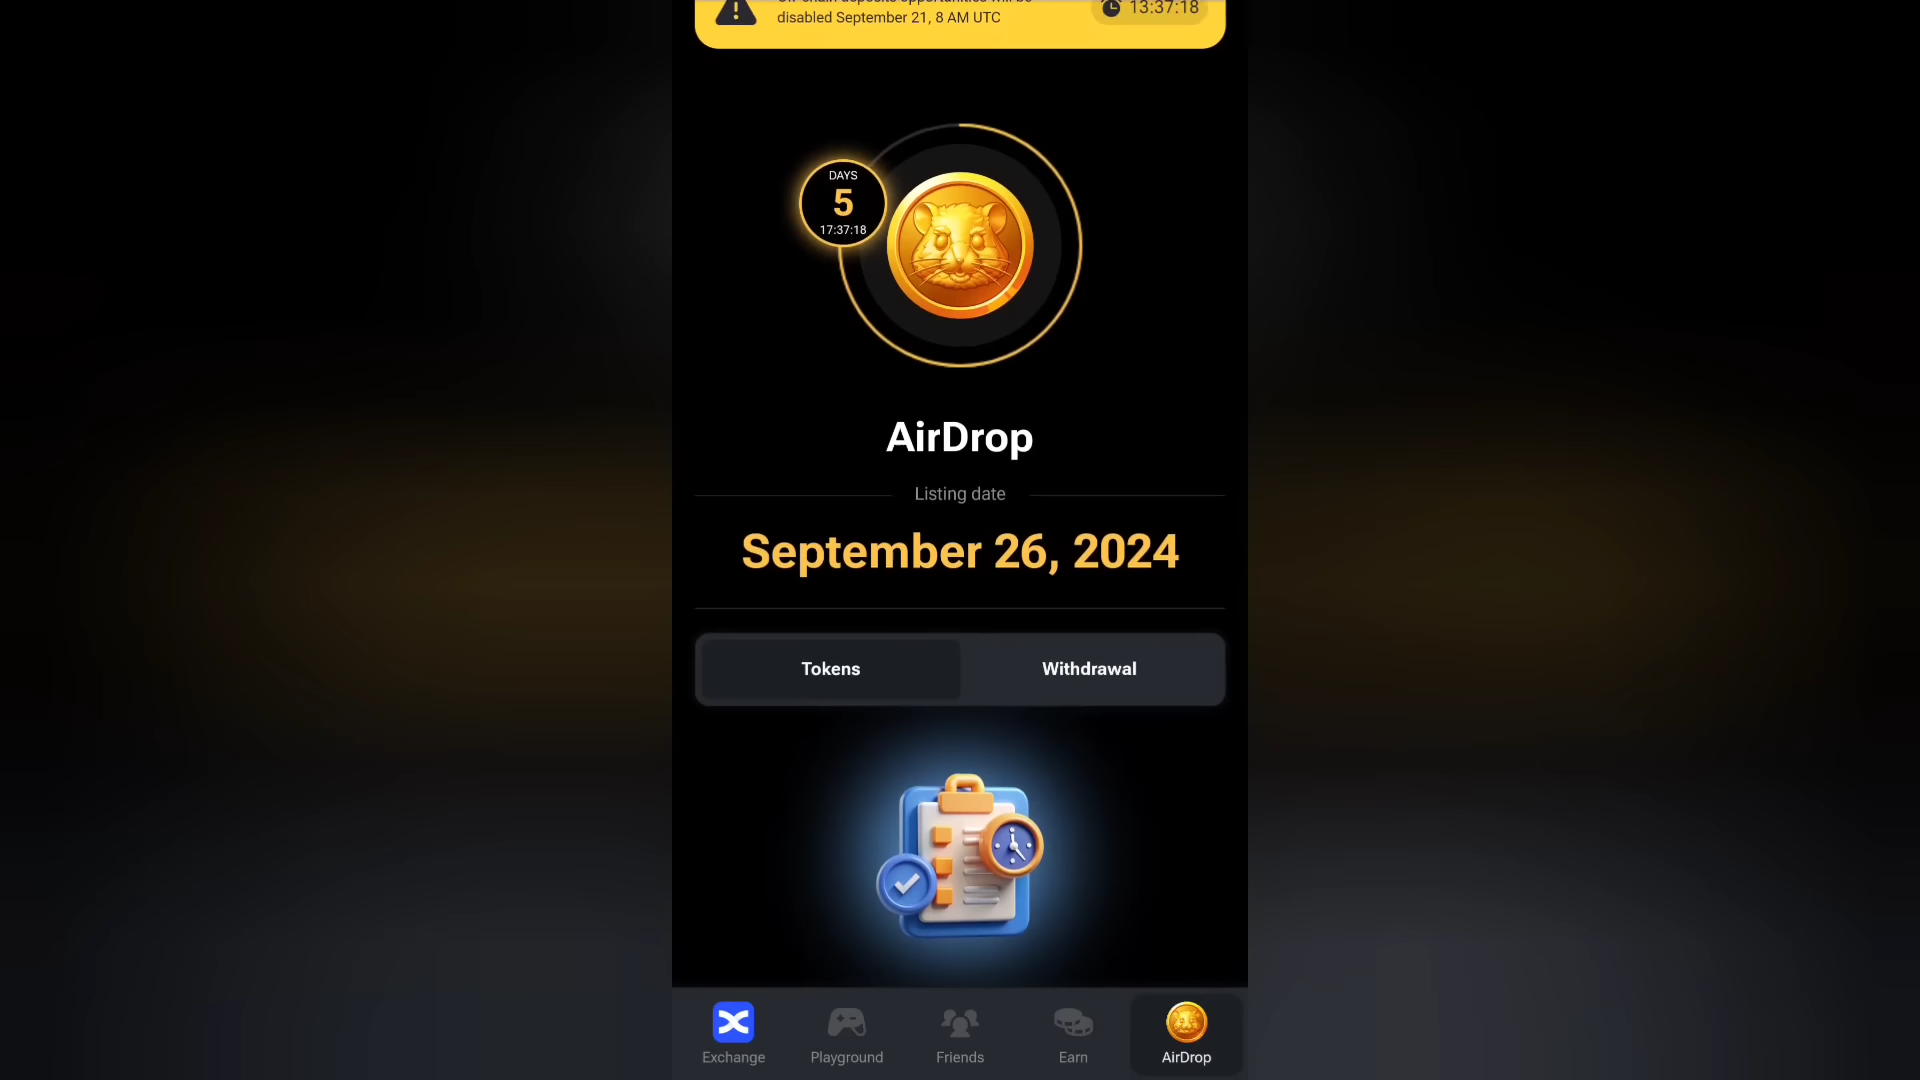 disabled September 21, 8 AM UTC
13:37:18
DAYS
5
17:37:18
AirDrop
Listing date
September 26, 2024
Tokens
Withdrawal
Exchange
Playground
Friends
Earn
AirDrop